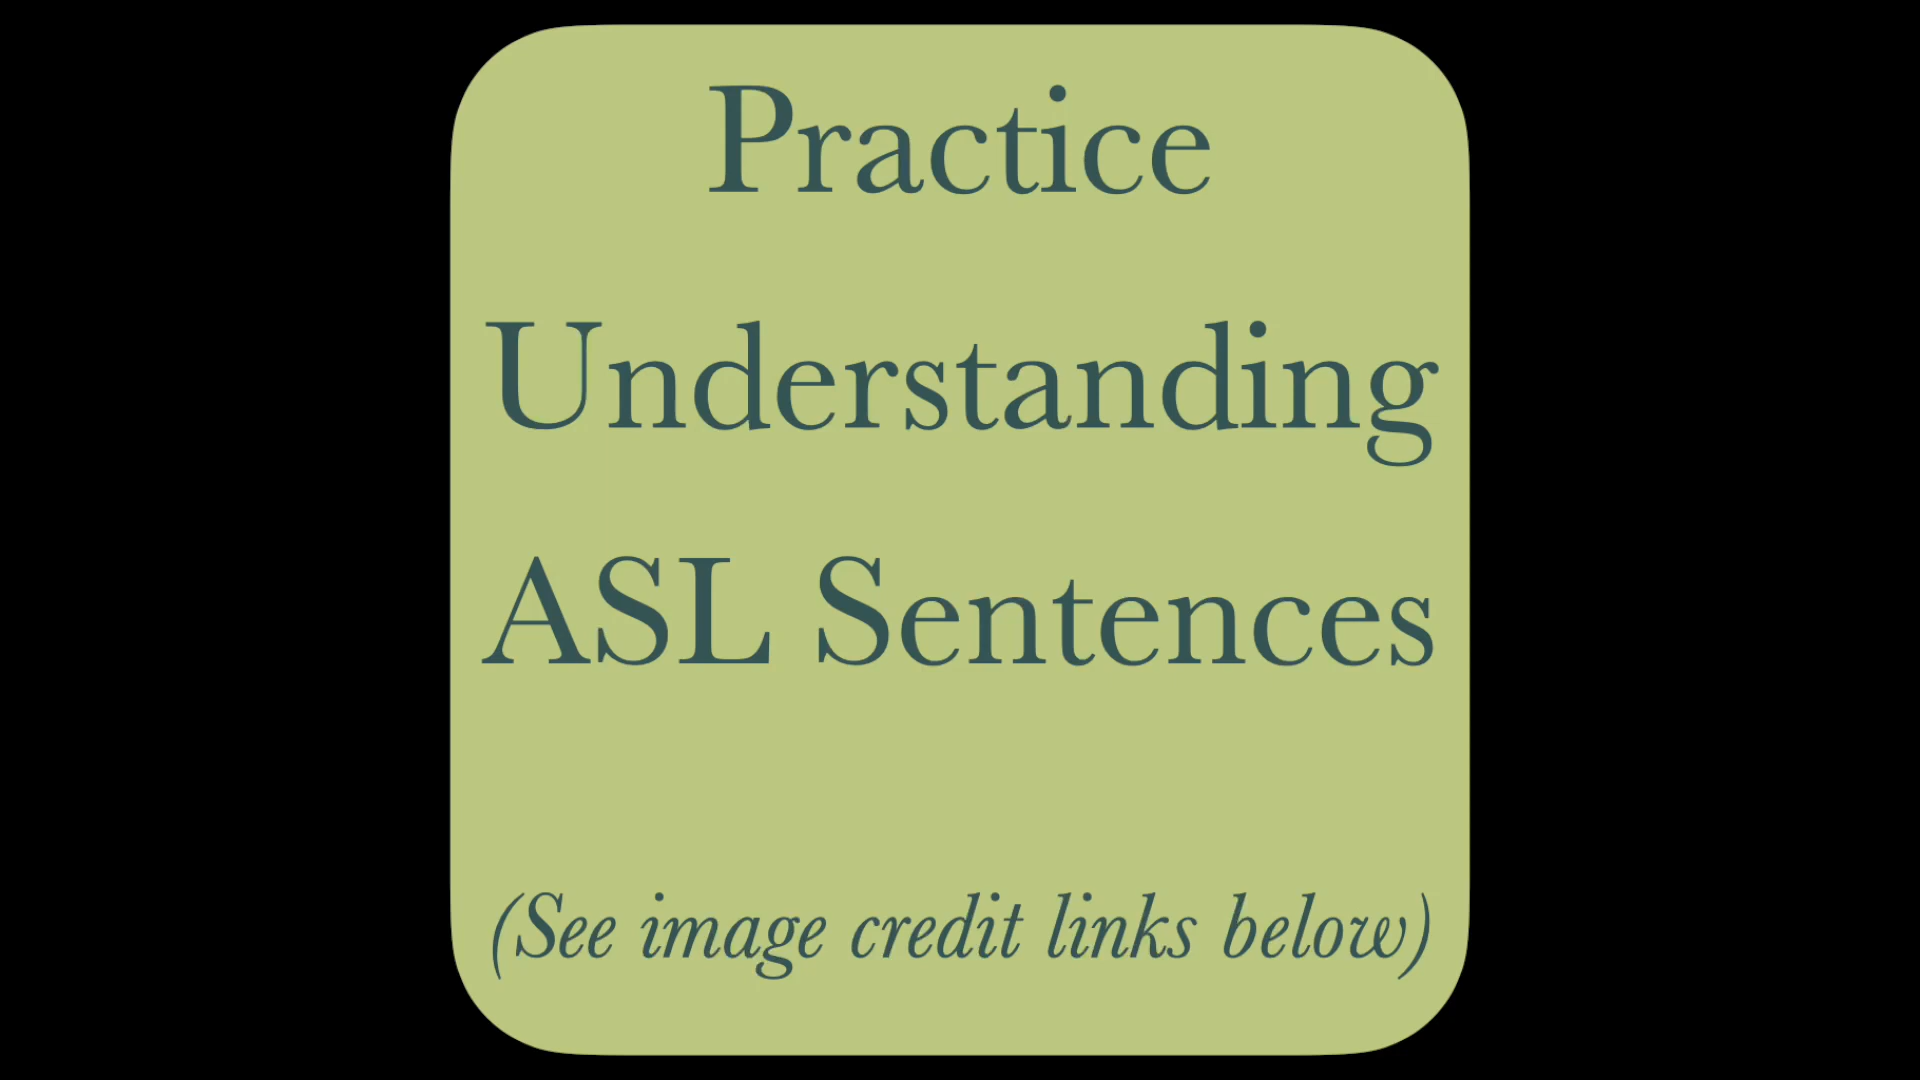 Practice
Understanding
ASL Sentences
(See image credit links below)